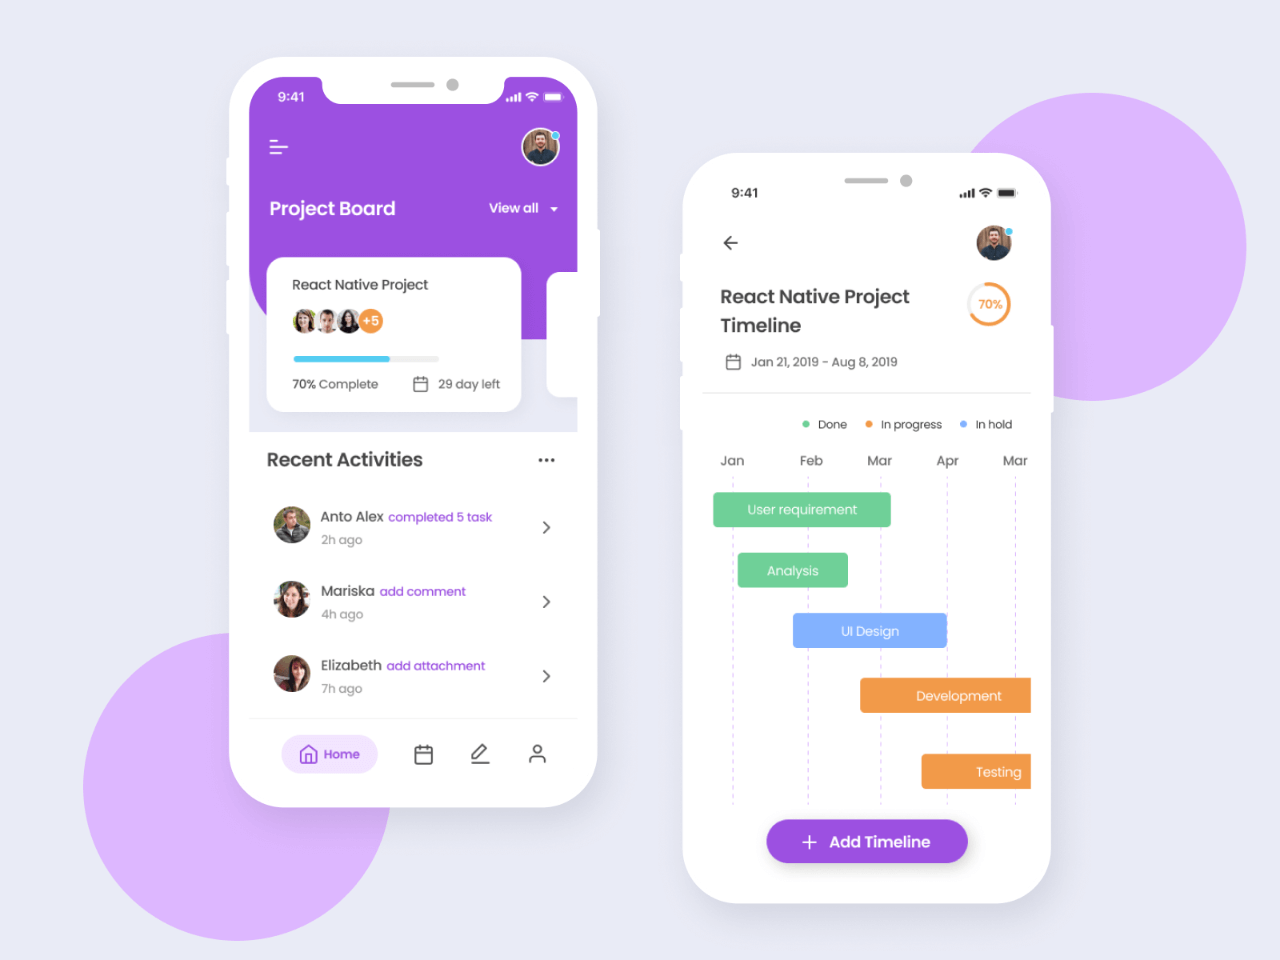 9:41
Project Board
View all
React Native Project
+5
70% Complete
29 day left
Recent Activities
Anto Alex completed 5 task
2h ago
Mariska add comment
4h ago
Elizabeth add attachment
7h ago
Home
9:41
React Native Project
Timeline
70%
Jan 21, 2019 - Aug 8, 2019
Done
In progress
In hold
Jan
Feb
Mar
Apr
Mar
User requirement
Analysis
UI Design
Development
Testing
Add Timeline